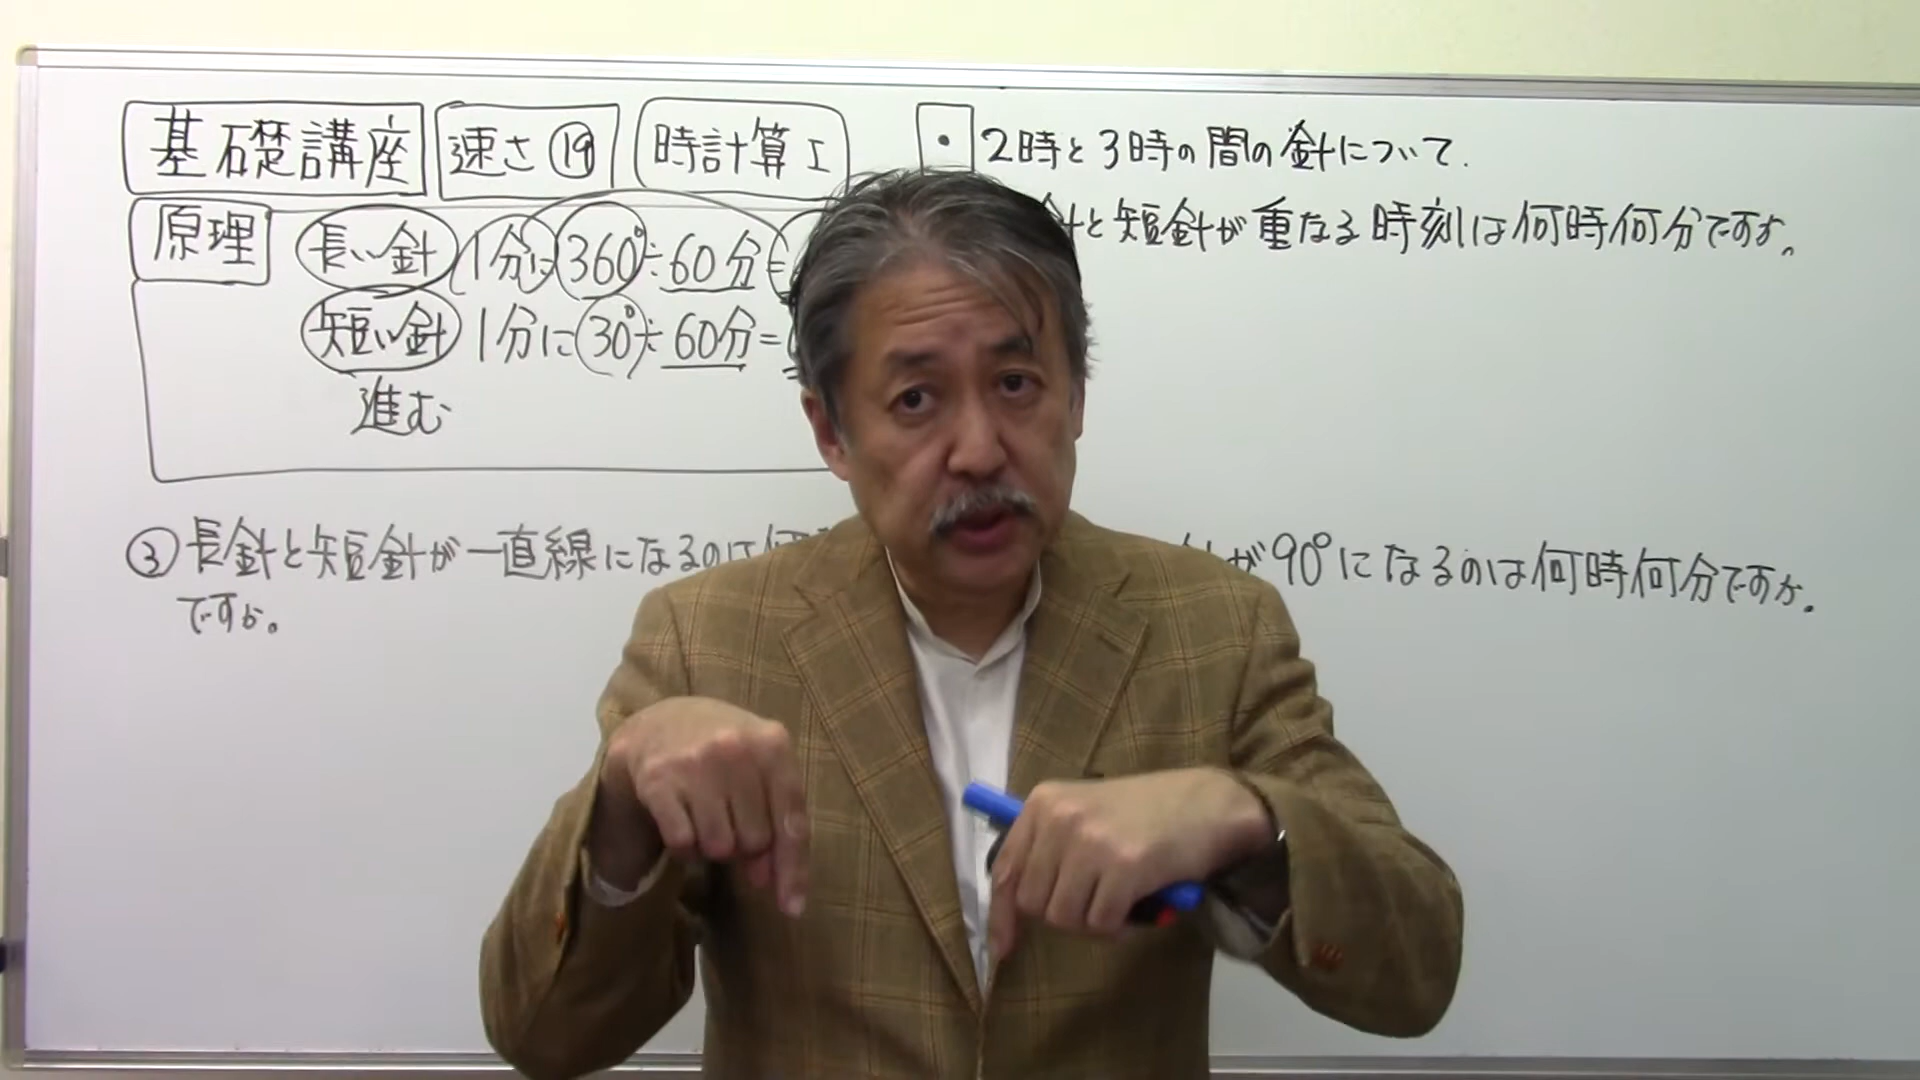 基礎講座 速さ⑲ 時計算Ⅰ
原理 長い針 1分に 360°÷60分=
短い針 1分に 30°÷60分=
進む
・2時と3時の間の針について.
針と短針が重なる時刻は何時何分ですか。
③長針と短針が一直線になるのは何
ですか。
が90°になるのは何時何分ですか。